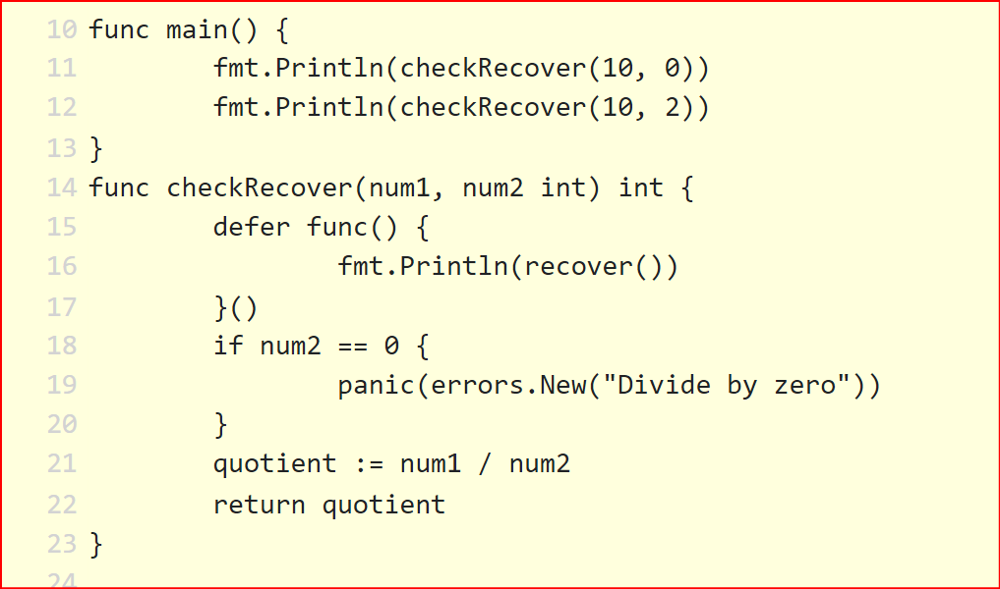 10 func main() {
11         fmt.Println(checkRecover(10, 0))
12         fmt.Println(checkRecover(10, 2))
13 }
14 func checkRecover(num1, num2 int) int {
15         defer func() {
16                 fmt.Println(recover())
17         }()
18         if num2 == 0 {
19                 panic(errors.New("Divide by zero"))
20         }
21         quotient := num1 / num2
22         return quotient
23 }
24